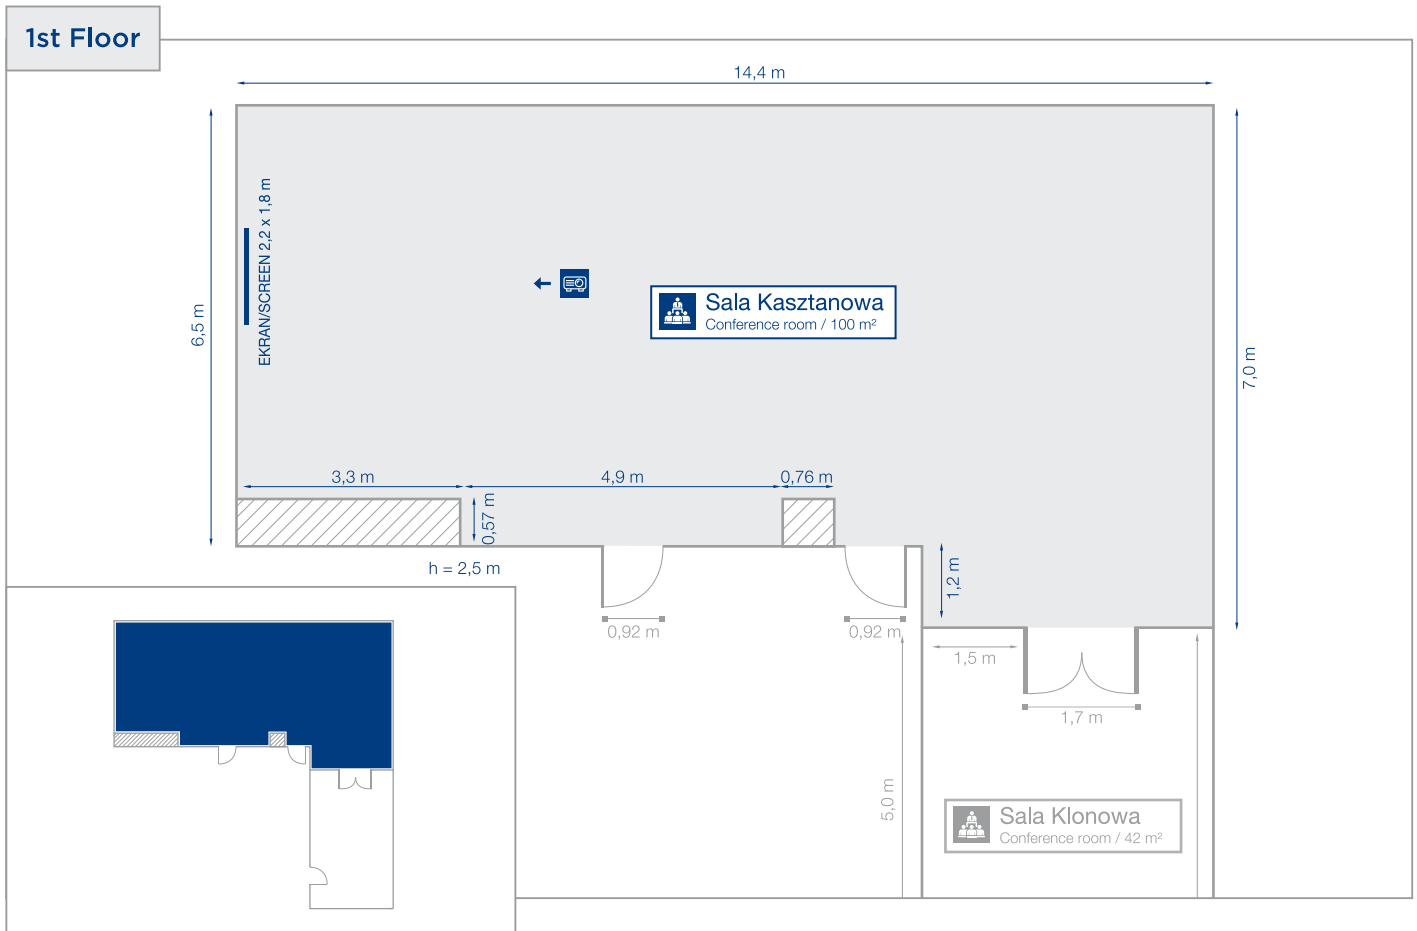 1st Floor
14,4 m
6,5 m
EKRAN/SCREEN 2,2 x 1,8 m
Sala Kasztanowa
Conference room / 100 m²
7,0 m
3,3 m
4,9 m
0,76 m
0,57 m
h = 2,5 m
1,2 m
0,92 m
0,92 m
1,5 m
1,7 m
5,0 m
Sala Klonowa
Conference room / 42 m²